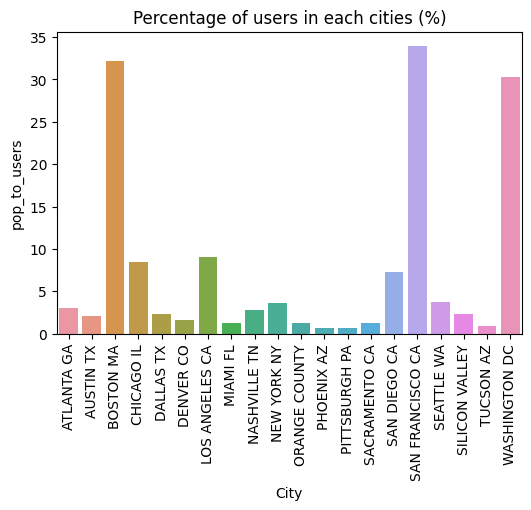 Percentage of users in each cities (%)
pop_to_users
35
30
25
20
15
10
5
0
ATLANTA GA
AUSTIN TX
BOSTON MA
CHICAGO IL
DALLAS TX
DENVER CO
LOS ANGELES CA
MIAMI FL
NASHVILLE TN
NEW YORK NY
ORANGE COUNTY
PHOENIX AZ
PITTSBURGH PA
SACRAMENTO CA
SAN DIEGO CA
SAN FRANCISCO CA
SEATTLE WA
SILICON VALLEY
TUCSON AZ
WASHINGTON DC
City